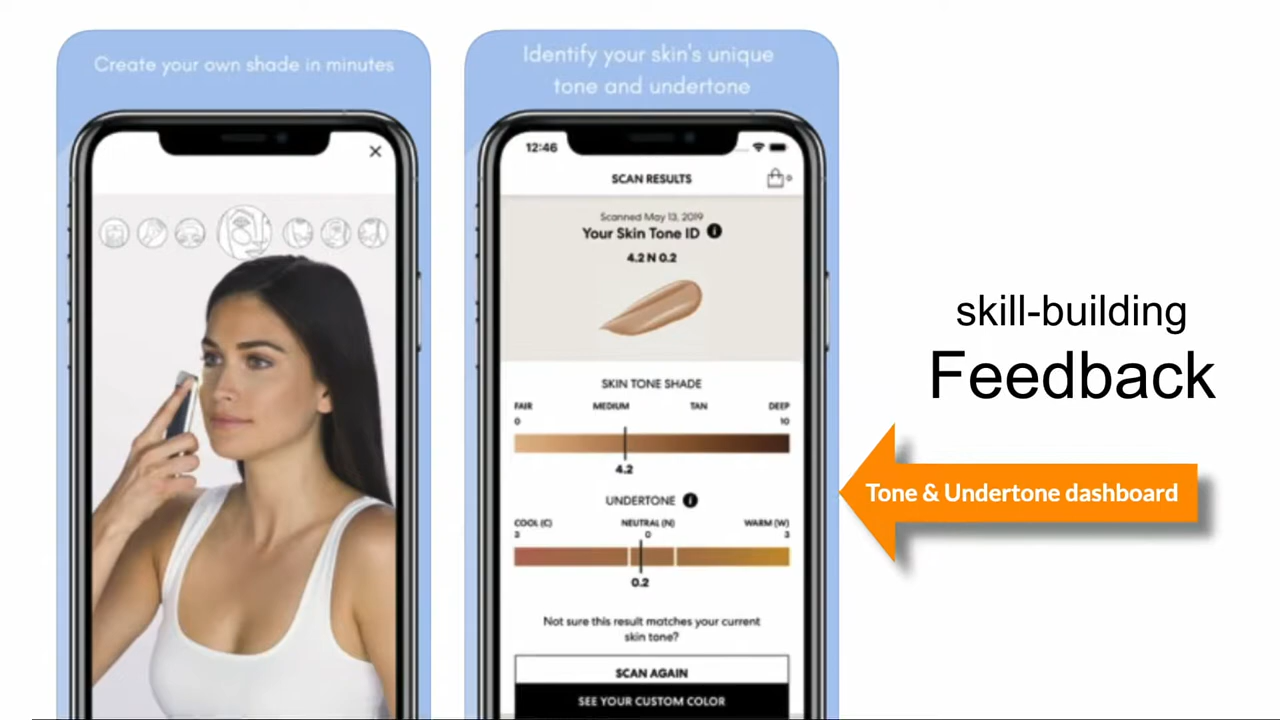 Create your own shade in minutes
Identify your skin's unique
tone and undertone
12:46
SCAN RESULTS
0
Scanned May 13, 2019
Your Skin Tone ID i
4.2 N 0.2
SKIN TONE SHADE
FAIR MEDIUM TAN DEEP
0 10
4.2
UNDERTONE i
COOL (C) NEUTRAL (N) WARM (W)
3 0 3
0.2
Not sure this result matches your current
skin tone?
SCAN AGAIN
SEE YOUR CUSTOM COLOR
skill-building
Feedback
Tone & Undertone dashboard